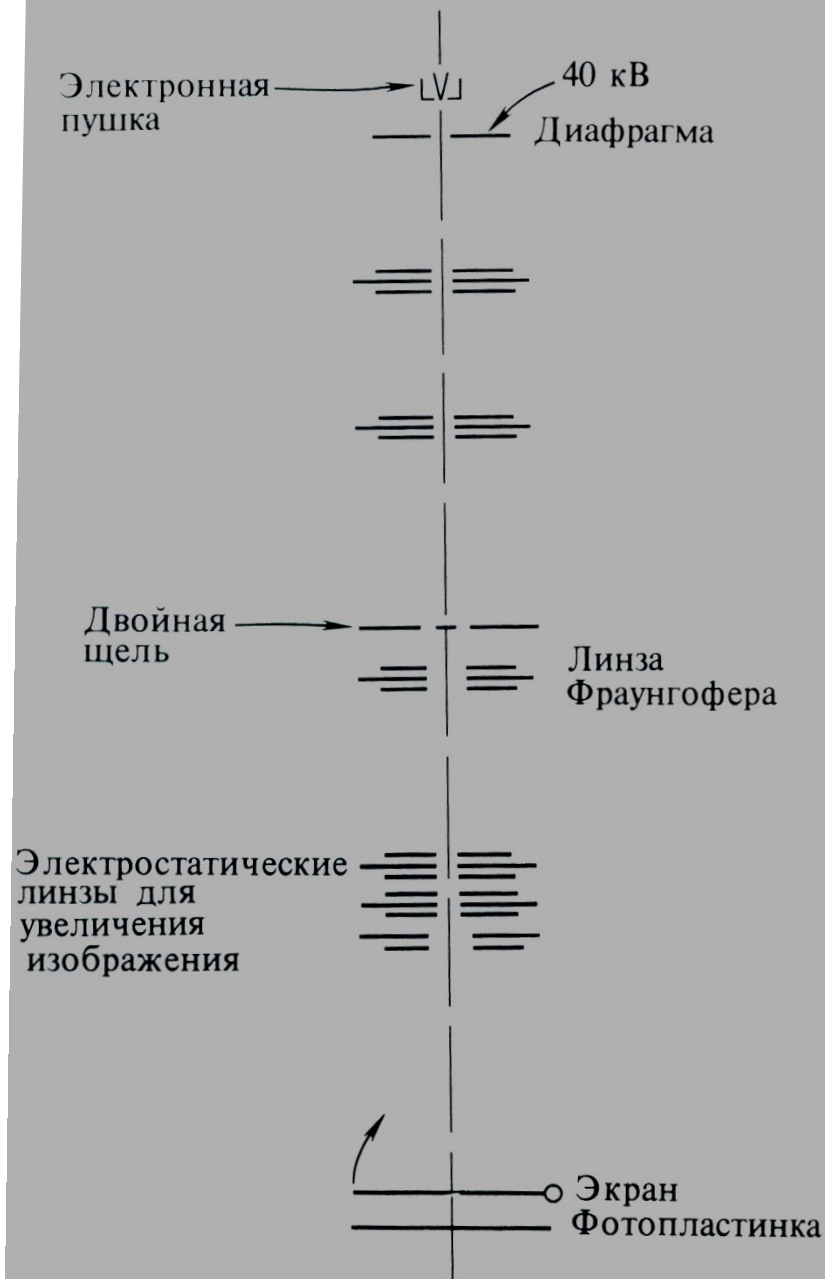 Электронная
пушка
40 кВ
Диафрагма
Двойная
щель
Линза
Фраунгофера
Электростатические
линзы для
увеличения
изображения
Экран
Фотопластинка